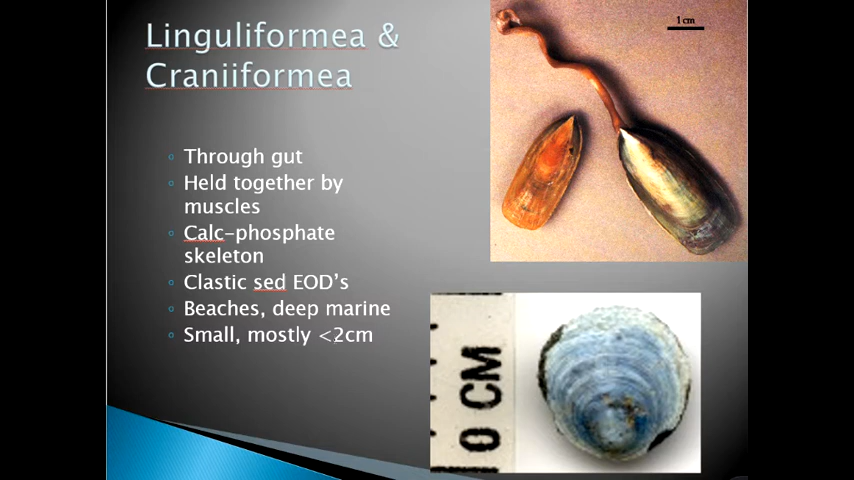 Linguliformea &
Craniiformea
Through gut
Held together by
muscles
Calc-phosphate
skeleton
Clastic sed EOD's
Beaches, deep marine
Small, mostly <2cm
1 cm
0 CM